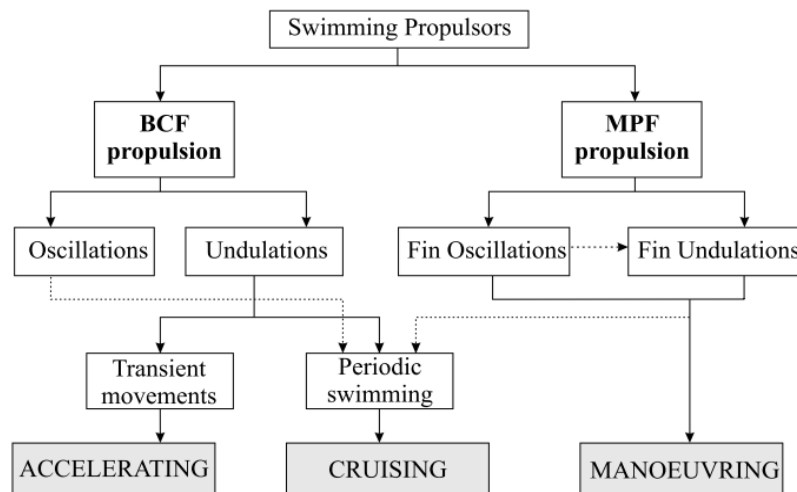 Swimming Propulsors
BCF
propulsion
MPF
propulsion
Oscillations
Undulations
Fin Oscillations
Fin Undulations
Transient
movements
Periodic
swimming
ACCELERATING
CRUISING
MANOEUVRING